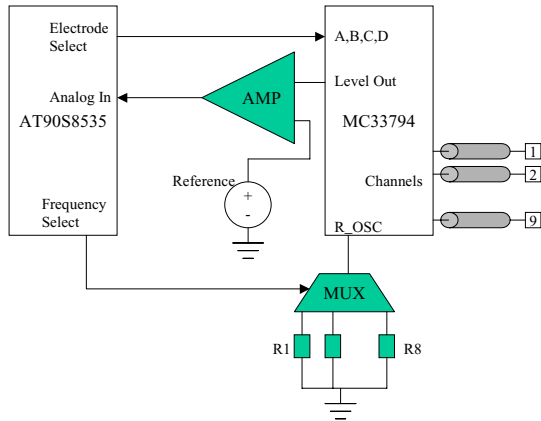 Electrode
Select
A,B,C,D
Level Out
AMP
Analog In
AT90S8535
MC33794
1
Reference
+
-
Channels
2
Frequency
Select
9
R_OSC
MUX
R1
R8